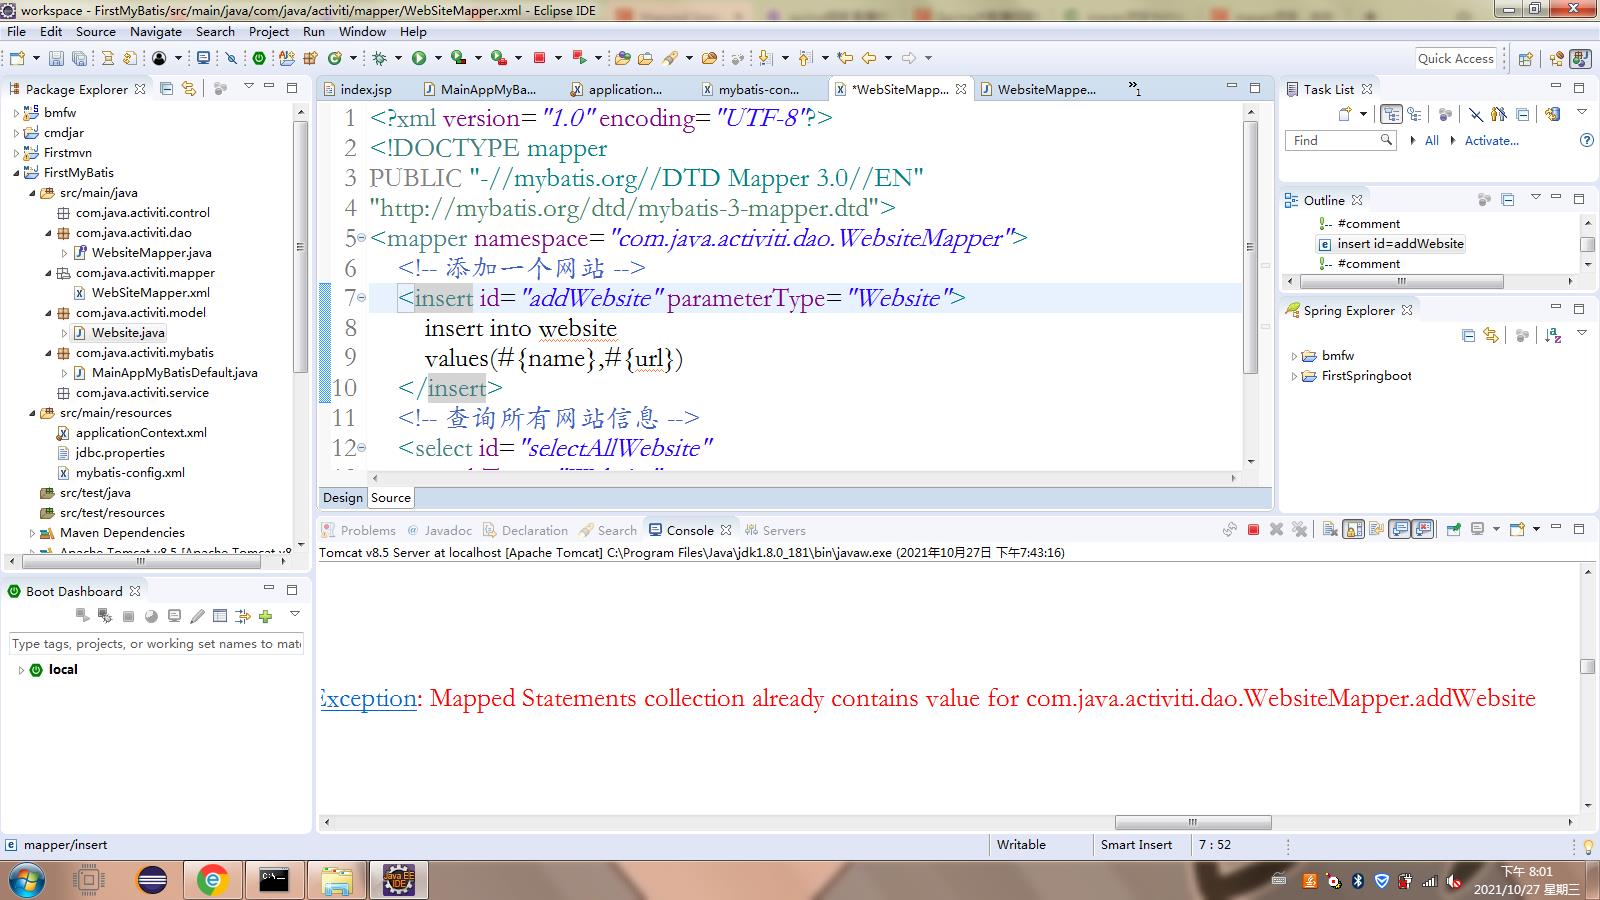 workspace - FirstMyBatis/src/main/java/com/java/activiti/mapper/WebSiteMapper.xml - Eclipse IDE
File Edit Source Navigate Search Project Run Window Help
Quick Access
Package Explorer
bmfw
cmdjar
Firstmvn
FirstMyBatis
src/main/java
com.java.activiti.control
com.java.activiti.dao
WebsiteMapper.java
com.java.activiti.mapper
WebSiteMapper.xml
com.java.activiti.model
Website.java
com.java.activiti.mybatis
MainAppMyBatisDefault.java
com.java.activiti.service
src/main/resources
applicationContext.xml
jdbc.properties
mybatis-config.xml
src/test/java
src/test/resources
Maven Dependencies
Apache Tomcat v8.5 [Apache Tomcat v8
Boot Dashboard
Type tags, projects, or working set names to mat
local
index.jsp MainAppMyBa... application... mybatis-con... *WebSiteMapp... WebsiteMappe... »1
1 <?xml version="1.0" encoding="UTF-8"?>
2 <!DOCTYPE mapper
3 PUBLIC "-//mybatis.org//DTD Mapper 3.0//EN"
4 "http://mybatis.org/dtd/mybatis-3-mapper.dtd">
5 <mapper namespace="com.java.activiti.dao.WebsiteMapper">
6 <!-- 添加一个网站 -->
7 <insert id="addWebsite" parameterType="Website">
8 insert into website
9 values(#{name},#{url})
10 </insert>
11 <!-- 查询所有网站信息 -->
12 <select id="selectAllWebsite"
Design Source
Problems Javadoc Declaration Search Console Servers
Tomcat v8.5 Server at localhost [Apache Tomcat] C:\Program Files\Java\jdk1.8.0_181\bin\javaw.exe (2021年10月27日 下午7:43:16)
Exception: Mapped Statements collection already contains value for com.java.activiti.dao.WebsiteMapper.addWebsite
Task List
Find All Activate...
Outline
#comment
insert id=addWebsite
#comment
Spring Explorer
bmfw
FirstSpringboot
mapper/insert
Writable Smart Insert 7 : 52
Java EE
IDE
下午 8:01
2021/10/27 星期三